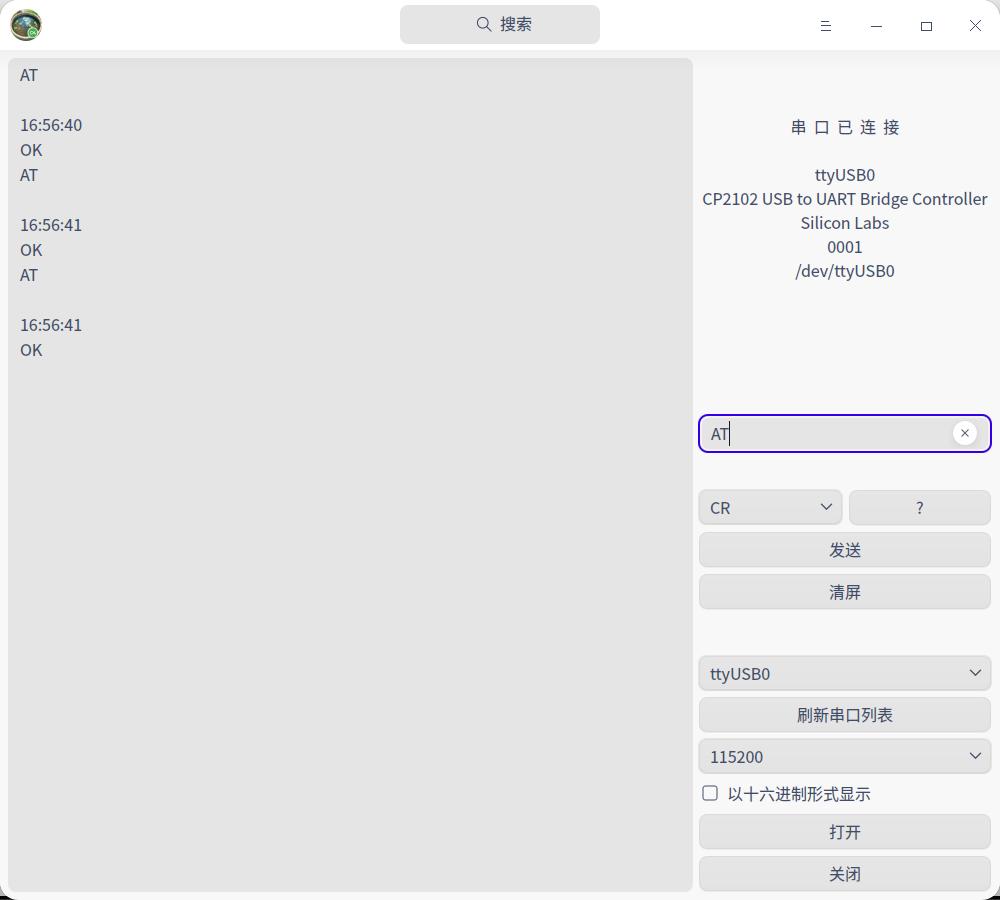 搜索
AT
16:56:40
OK
AT
16:56:41
OK
AT
16:56:41
OK
串 口 已 连 接
ttyUSB0
CP2102 USB to UART Bridge Controller
Silicon Labs
0001
/dev/ttyUSB0
AT
CR
?
发送
清屏
ttyUSB0
刷新串口列表
115200
以十六进制形式显示
打开
关闭